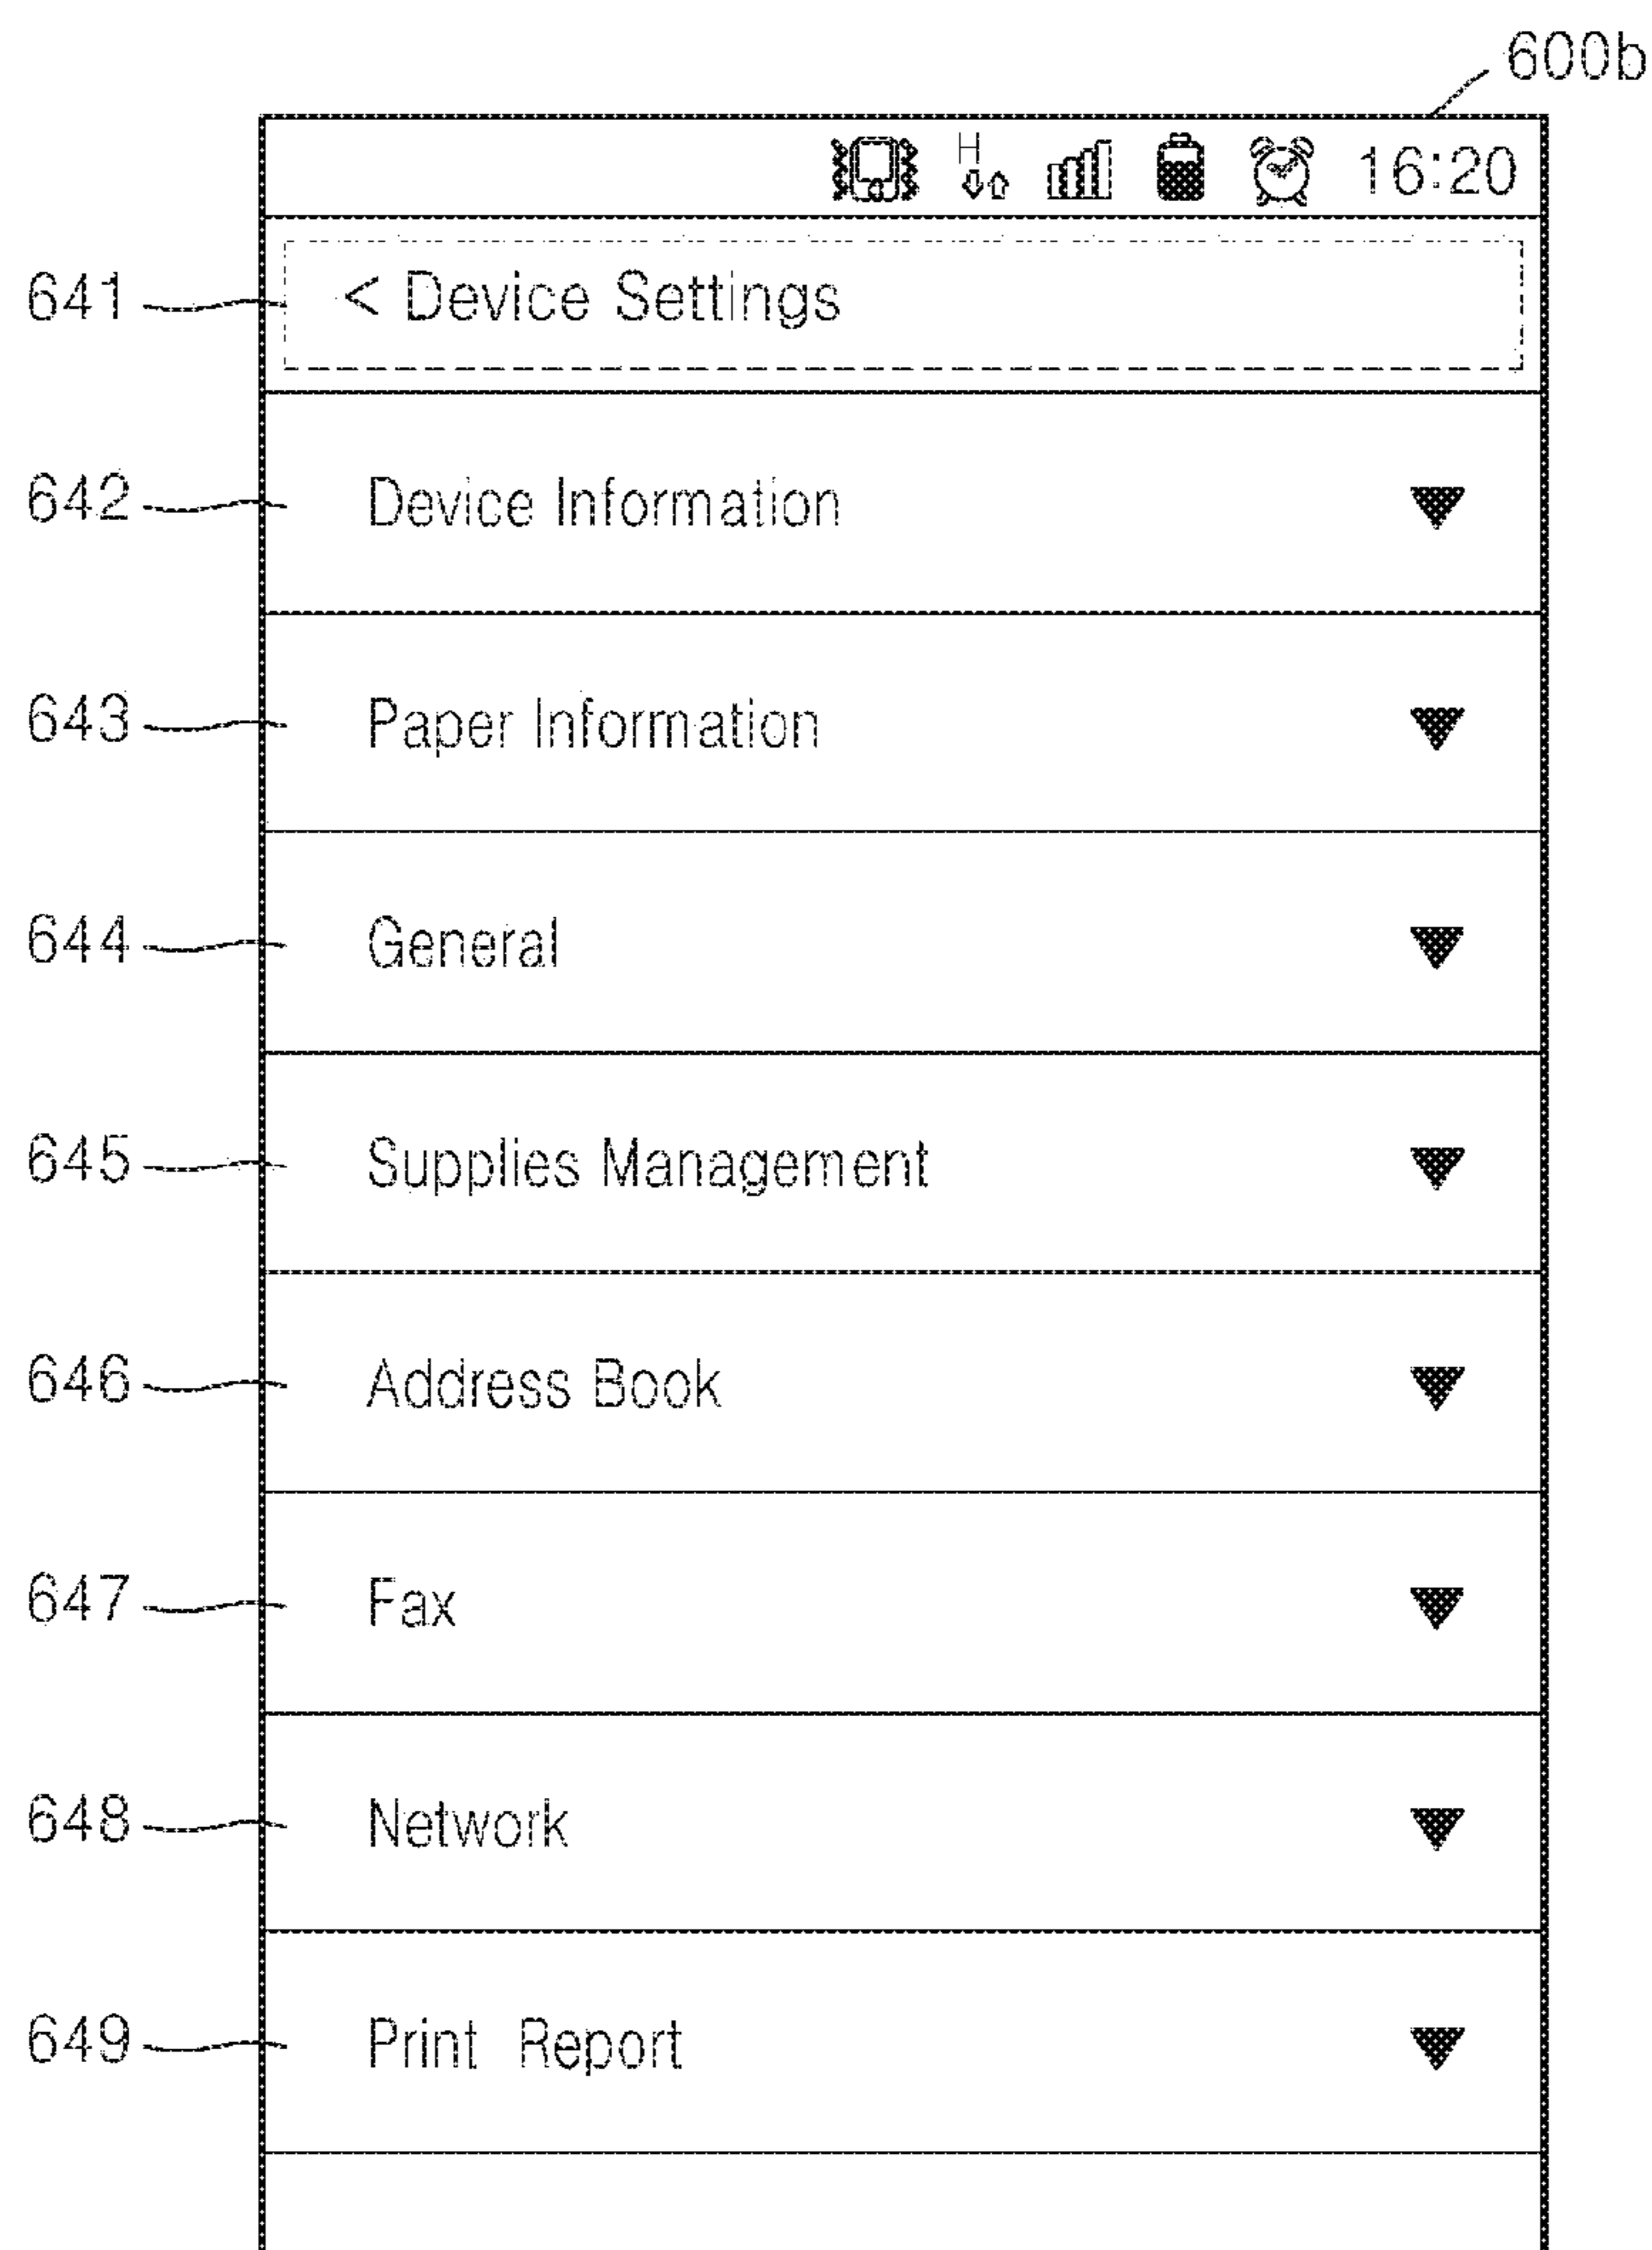 600b
H 16:20
641 < Device Settings
642 Device Information
643 Paper Information
644 General
645 Supplies Management
646 Address Book
647 Fax
648 Network
649 Print Report